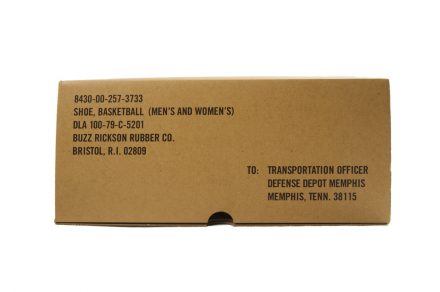 8430-00-257-3733
SHOE, BASKETBALL (MEN'S AND WOMEN'S)
DLA 100-79-C-5201
BUZZ RICKSON RUBBER CO.
BRISTOL, R.I. 02809
TO: TRANSPORTATION OFFICER
DEFENSE DEPOT MEMPHIS
MEMPHIS, TENN. 38115